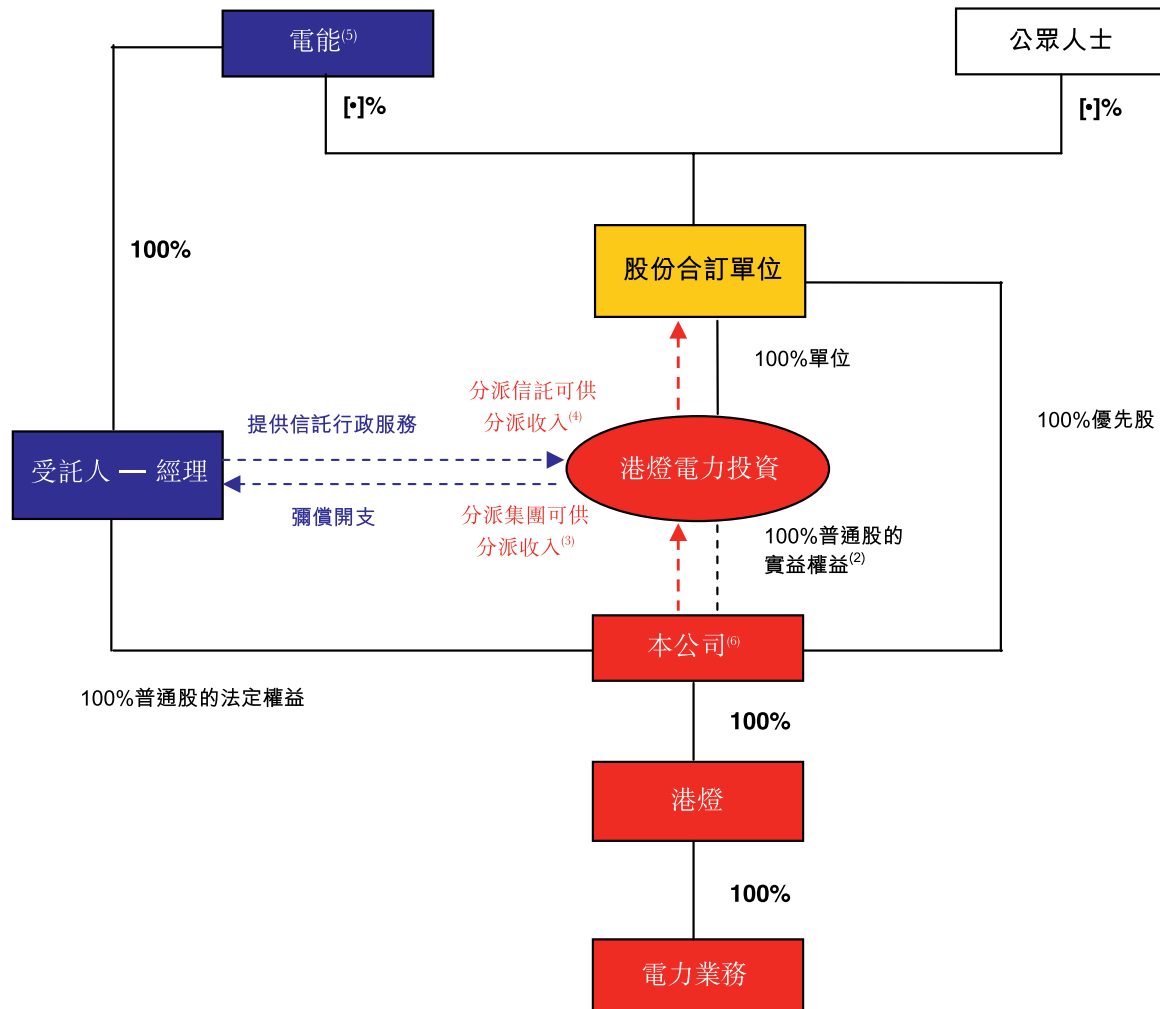 電能(5)
公眾人士
[•]%
[•]%
100%
股份合訂單位
100%單位
分派信託可供
分派收入(4)
100%優先股
提供信託行政服務
受託人 — 經理
港燈電力投資
彌償開支
分派集團可供
分派收入(3)
100%普通股的
實益權益(2)
本公司(6)
100%普通股的法定權益
100%
港燈
100%
電力業務